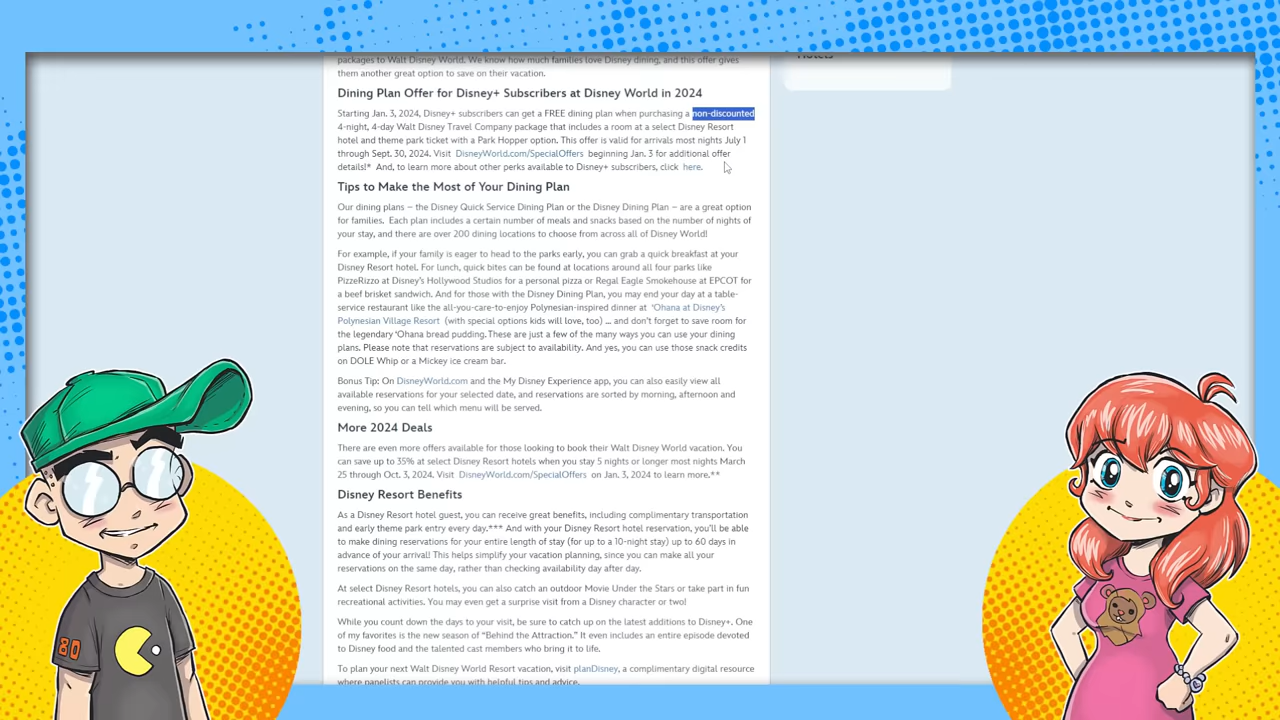 packages to Walt Disney World. We know how much families love Disney dining, and this offer gives
them another great option to save on their vacation.
Hotels
Dining Plan Offer for Disney+ Subscribers at Disney World in 2024
Starting Jan. 3, 2024, Disney+ subscribers can get a FREE dining plan when purchasing a non-discounted
4-night, 4-day Walt Disney Travel Company package that includes a room at a select Disney Resort
hotel and theme park ticket with a Park Hopper option. This offer is valid for arrivals most nights July 1
through Sept. 30, 2024. Visit DisneyWorld.com/SpecialOffers beginning Jan. 3 for additional offer
details!* And, to learn more about other perks available to Disney+ subscribers, click here.
Tips to Make the Most of Your Dining Plan
Our dining plans – the Disney Quick Service Dining Plan or the Disney Dining Plan – are a great option
for families. Each plan includes a certain number of meals and snacks based on the number of nights of
your stay, and there are over 200 dining locations to choose from across all of Disney World!
For example, if your family is eager to head to the parks early, you can grab a quick breakfast at your
Disney Resort hotel. For lunch, quick bites can be found at locations around all four parks like
PizzeRizzo at Disney's Hollywood Studios for a personal pizza or Regal Eagle Smokehouse at EPCOT for
a beef brisket sandwich. And for those with the Disney Dining Plan, you may end your day at a table-
service restaurant like the all-you-care-to-enjoy Polynesian-inspired dinner at 'Ohana at Disney's
Polynesian Village Resort (with special options kids will love, too) … and don't forget to save room for
the legendary 'Ohana bread pudding. These are just a few of the many ways you can use your dining
plans. Please note that reservations are subject to availability. And yes, you can use those snack credits
on DOLE Whip or a Mickey ice cream bar.
Bonus Tip: On DisneyWorld.com and the My Disney Experience app, you can also easily view all
available reservations for your selected date, and reservations are sorted by morning, afternoon and
evening, so you can tell which menu will be served.
More 2024 Deals
There are even more offers available for those looking to book their Walt Disney World vacation. You
can save up to 35% at select Disney Resort hotels when you stay 5 nights or longer most nights March
25 through Oct. 3, 2024. Visit DisneyWorld.com/SpecialOffers on Jan. 3, 2024 to learn more.**
Disney Resort Benefits
As a Disney Resort hotel guest, you can receive great benefits, including complimentary transportation
and early theme park entry every day.*** And with your Disney Resort hotel reservation, you'll be able
to make dining reservations for your entire length of stay (for up to a 10-night stay) up to 60 days in
advance of your arrival! This helps simplify your vacation planning, since you can make all your
reservations on the same day, rather than checking availability day after day.
At select Disney Resort hotels, you can also catch an outdoor Movie Under the Stars or take part in fun
recreational activities. You may even get a surprise visit from a Disney character or two!
While you count down the days to your visit, be sure to catch up on the latest additions to Disney+. One
of my favorites is the new season of "Behind the Attraction." It even includes an entire episode devoted
to Disney food and the talented cast members who bring it to life.
To plan your next Walt Disney World Resort vacation, visit planDisney, a complimentary digital resource
where panelists can provide you with helpful tips and advice.
80